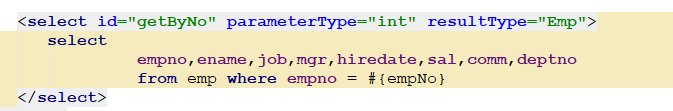 <select id="getByNo" parameterType="int" resultType="Emp">
select
empno,ename,job,mgr,hiredate,sal,comm,deptno
from emp where empno = #{empNo}
</select>